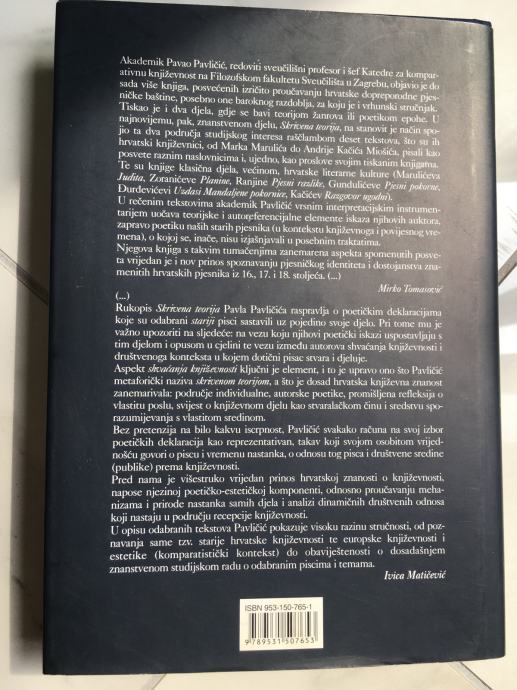 Akademik Pavao Pavličić, redoviti sveučilišni profesor i šef Katedre za kompar-
ativnu književnost na Filozofskom fakultetu Sveučilišta u Zagrebu, objavio je do
sada više knjiga, posvećenih izričito proučavanju hrvatske dopreporodne pjes-
ničke baštine, posebno one baroknog razdoblja, za koju je i vrhunski stručnjak.
Tiskao je i dva djela, gdje se bavi teorijom žanrova ili poetikom epohe. U
najnovijemu, pak, znanstvenom djelu, Skrivena teorija, na stanovit je način spo-
jio ta dva područja studijskog interesa raščlambom deset tekstova, što su ih
hrvatski književnici, od Marka Marulića do Andrije Kačića Miošića, pisali kao
posvete raznim naslovnicima i, ujedno, kao proslove svojim tiskanim knjigama.
Te su knjige klasična djela, većinom, hrvatske literarne kulture (Marulićeva
Judita, Zoranićeve Planine, Ranjine Pjesni razlike, Gundulićeve Pjesni pokorne,
Đurđevićevi Uzdasi Mandaljene pokornice, Kačićev Razgovor ugodni).
U rečenim tekstovima akademik Pavličić vrsnim interpretacijskim instrumen-
tarijem uočava teorijske i autoreferencijalne elemente iskaza njihovih auktora,
zapravo poetiku naših starih pjesnika (u kontekstu književnoga i povijesnog vre-
mena), o kojoj se, inače, nisu izjašnjavali u posebnim traktatima.
Njegova knjiga s takvim tumačenjima zanemarena aspekta spomenutih posve-
ta vrijedan je i nov prinos spoznavanju pjesničkog identiteta i dostojanstva zna-
menitih hrvatskih pjesnika iz 16., 17. i 18. stoljeća. (...)
Mirko Tomasović
(...)
Rukopis Skrivena teorija Pavla Pavličića raspravlja o poetičkim deklaracijama
koje su odabrani stariji pisci sastavili uz pojedino svoje djelo. Pri tome mu je
važno upozoriti na sljedeće: na vezu koju njihovi poetički iskazi uspostavljaju s
tim djelom i opusom u cjelini te vezu između autorova shvaćanja književnosti i
društvenoga konteksta u kojem dotični pisac stvara i djeluje.
Aspekt shvaćanja književnosti ključni je element, i to je upravo ono što Pavličić
metaforički naziva skrivenom teorijom, a što je dosad hrvatska književna znanost
zanemarivala: područje individualne, autorske poetike, promišljena refleksija o
vlastitu poslu, svijest o književnom djelu kao stvaralačkom činu i sredstvu spo-
razumijevanja s vlastitom sredinom.
Bez pretenzija na bilo kakvu iscrpnost, Pavličić svakako računa na svoj izbor
poetičkih deklaracija kao reprezentativan, takav koji svojom osobitom vrijed-
nošću govori o piscu i vremenu nastanka, o odnosu tog pisca i društvene sredine
(publike) prema književnosti.
Pred nama je višestruko vrijedan prinos hrvatskoj znanosti o književnosti,
napose njezinoj poetičko-estetičkoj komponenti, odnosno proučavanju meha-
nizama i prirode nastanka samih djela i analizi dinamičnih društvenih odnosa
koji nastaju u području recepcije književnosti.
U opisu odabranih tekstova Pavličić pokazuje visoku razinu stručnosti, od poz-
navanja same tzv. starije hrvatske književnosti te europske književnosti i
estetike (komparatistički kontekst) do obaviještenosti o dosadašnjem
znanstvenom studijskom radu o odabranim piscima i temama.
Ivica Matičević
ISBN 953-150-765-1
9 789531 507653